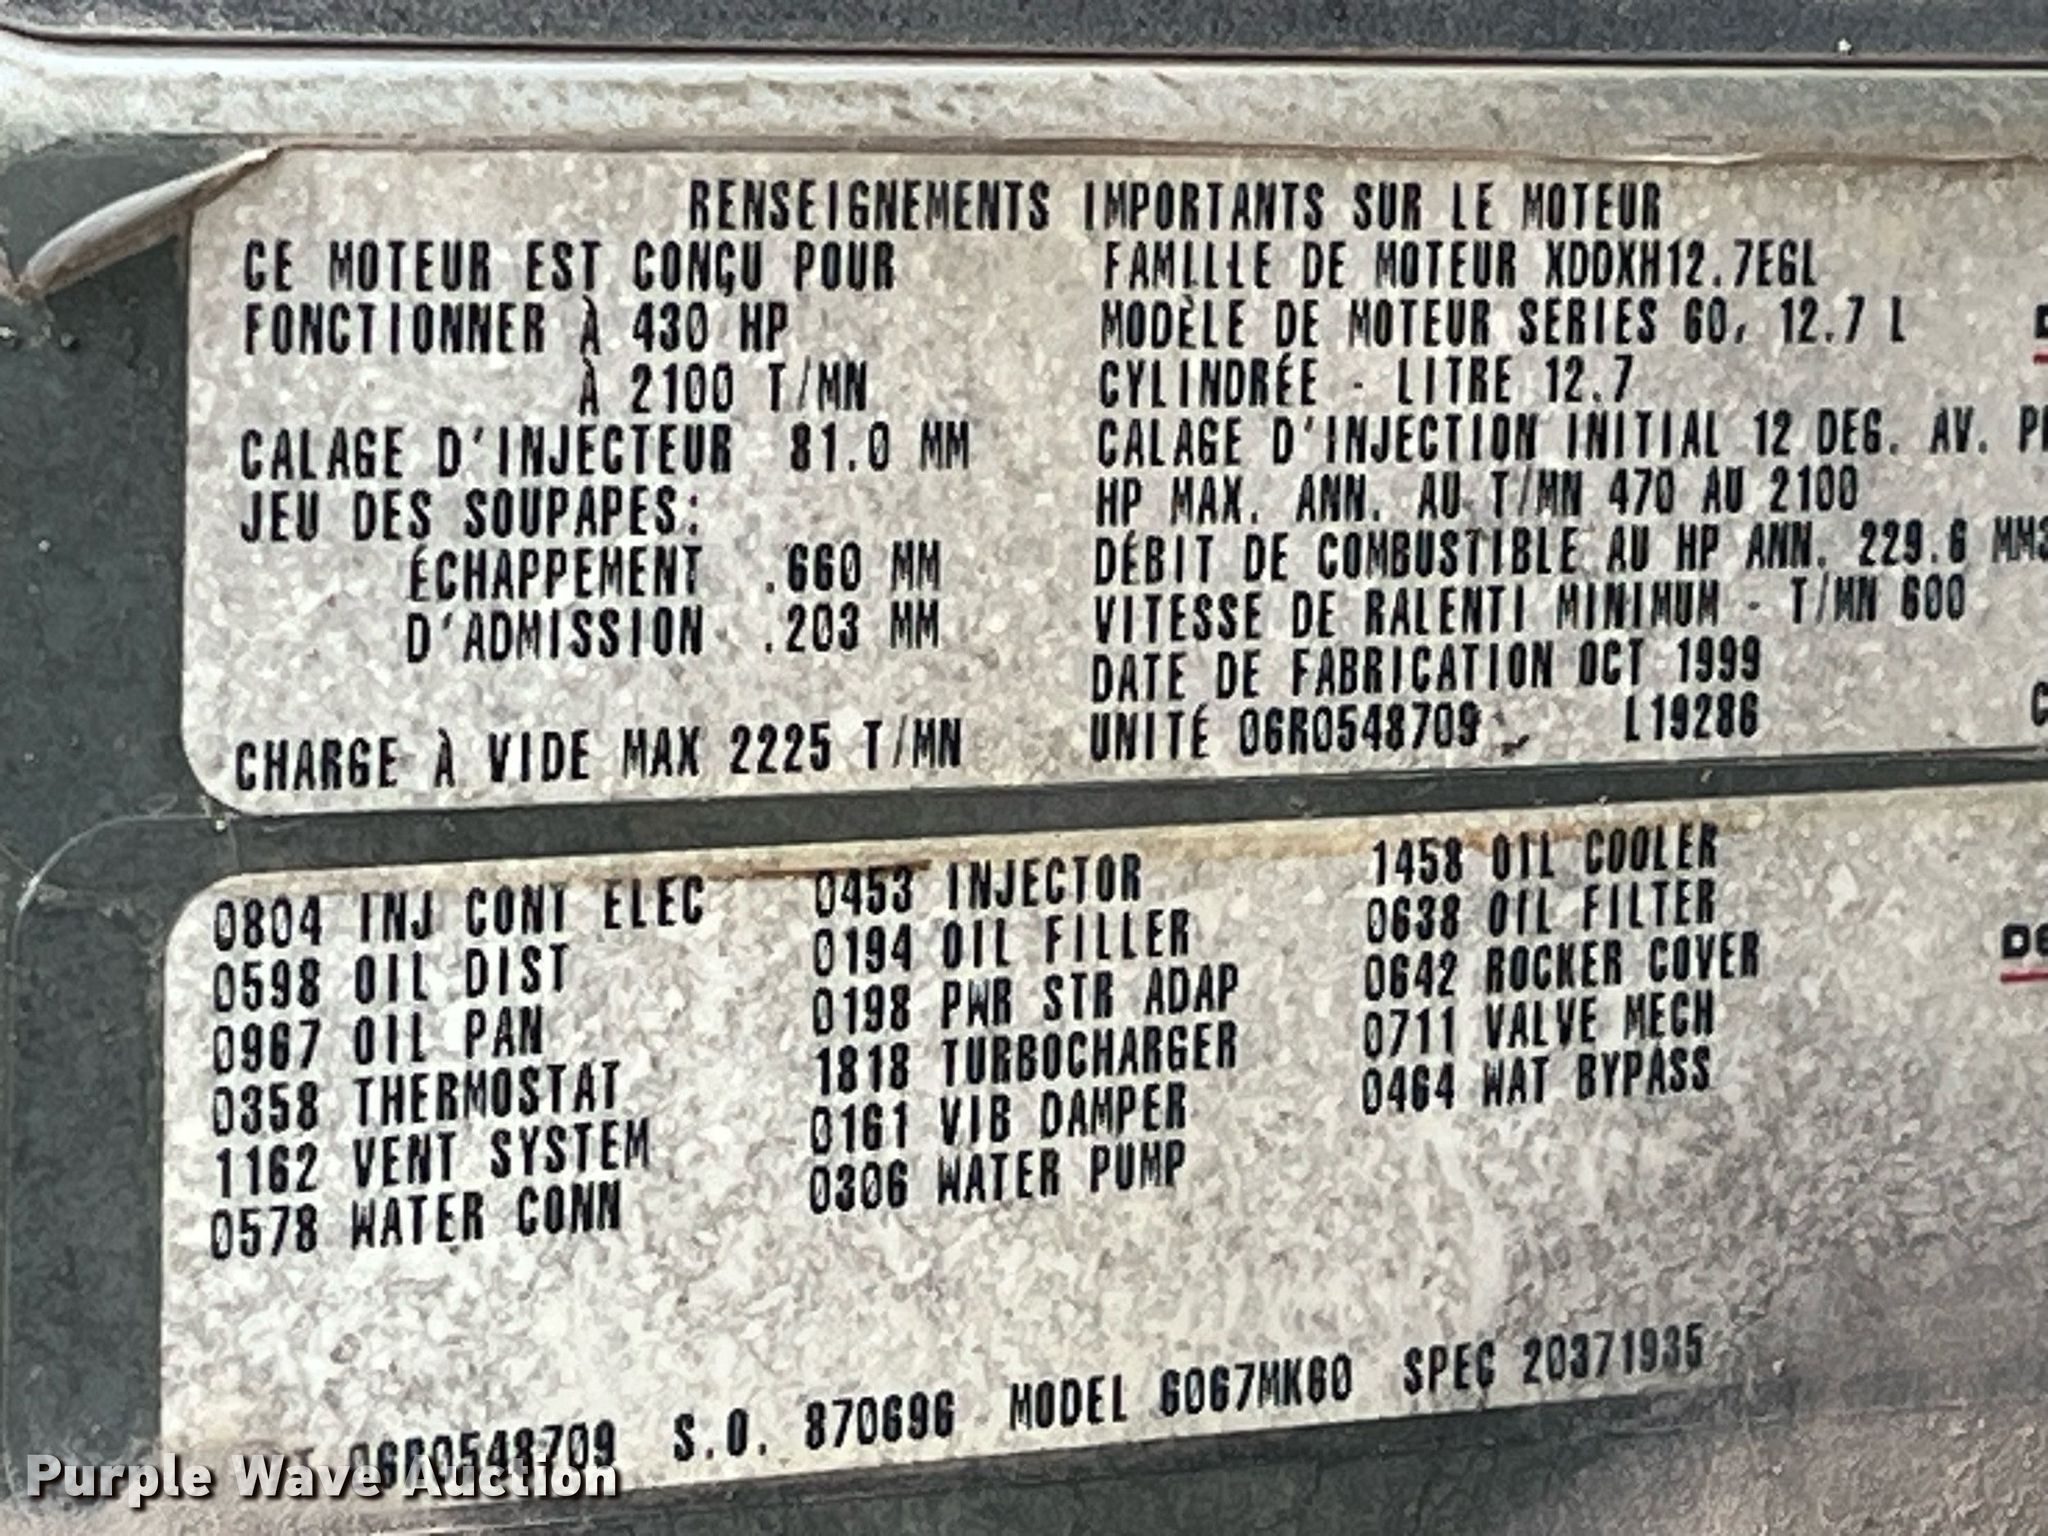 RENSEIGNEMENTS IMPORTANTS SUR LE MOTEUR
CE MOTEUR EST CONÇU POUR
FONCTIONNER À 430 HP
À 2100 T/MN
CALAGE D'INJECTEUR 81.0 MM
JEU DES SOUPAPES:
ÉCHAPPEMENT .660 MM
D'ADMISSION .203 MM
CHARGE À VIDE MAX 2225 T/MN
FAMILLE DE MOTEUR XDDXH12.7EGL
MODÈLE DE MOTEUR SERIES 60, 12.7 L
CYLINDRÉE - LITRE 12.7
CALAGE D'INJECTION INITIAL 12 DEG. AV.
HP MAX. ANN. AU T/MN 470 AU 2100
DÉBIT DE COMBUSTIBLE AU HP ANN. 229.6 MM3
VITESSE DE RALENTI MINIMUM - T/MN 600
DATE DE FABRICATION OCT 1999
UNITÉ 06R0548709 L19286
0804 INJ CONT ELEC
0598 OIL DIST
0967 OIL PAN
0358 THERMOSTAT
1162 VENT SYSTEM
0578 WATER CONN
0453 INJECTOR
0194 OIL FILLER
0198 PWR STR ADAP
1818 TURBOCHARGER
0161 VIB DAMPER
0306 WATER PUMP
1458 OIL COOLER
0638 OIL FILTER
0642 ROCKER COVER
0711 VALVE MECH
0464 WAT BYPASS
06R0548709 S.O. 870696 MODEL 6067MK60 SPEC 20371935
Purple Wave Auction